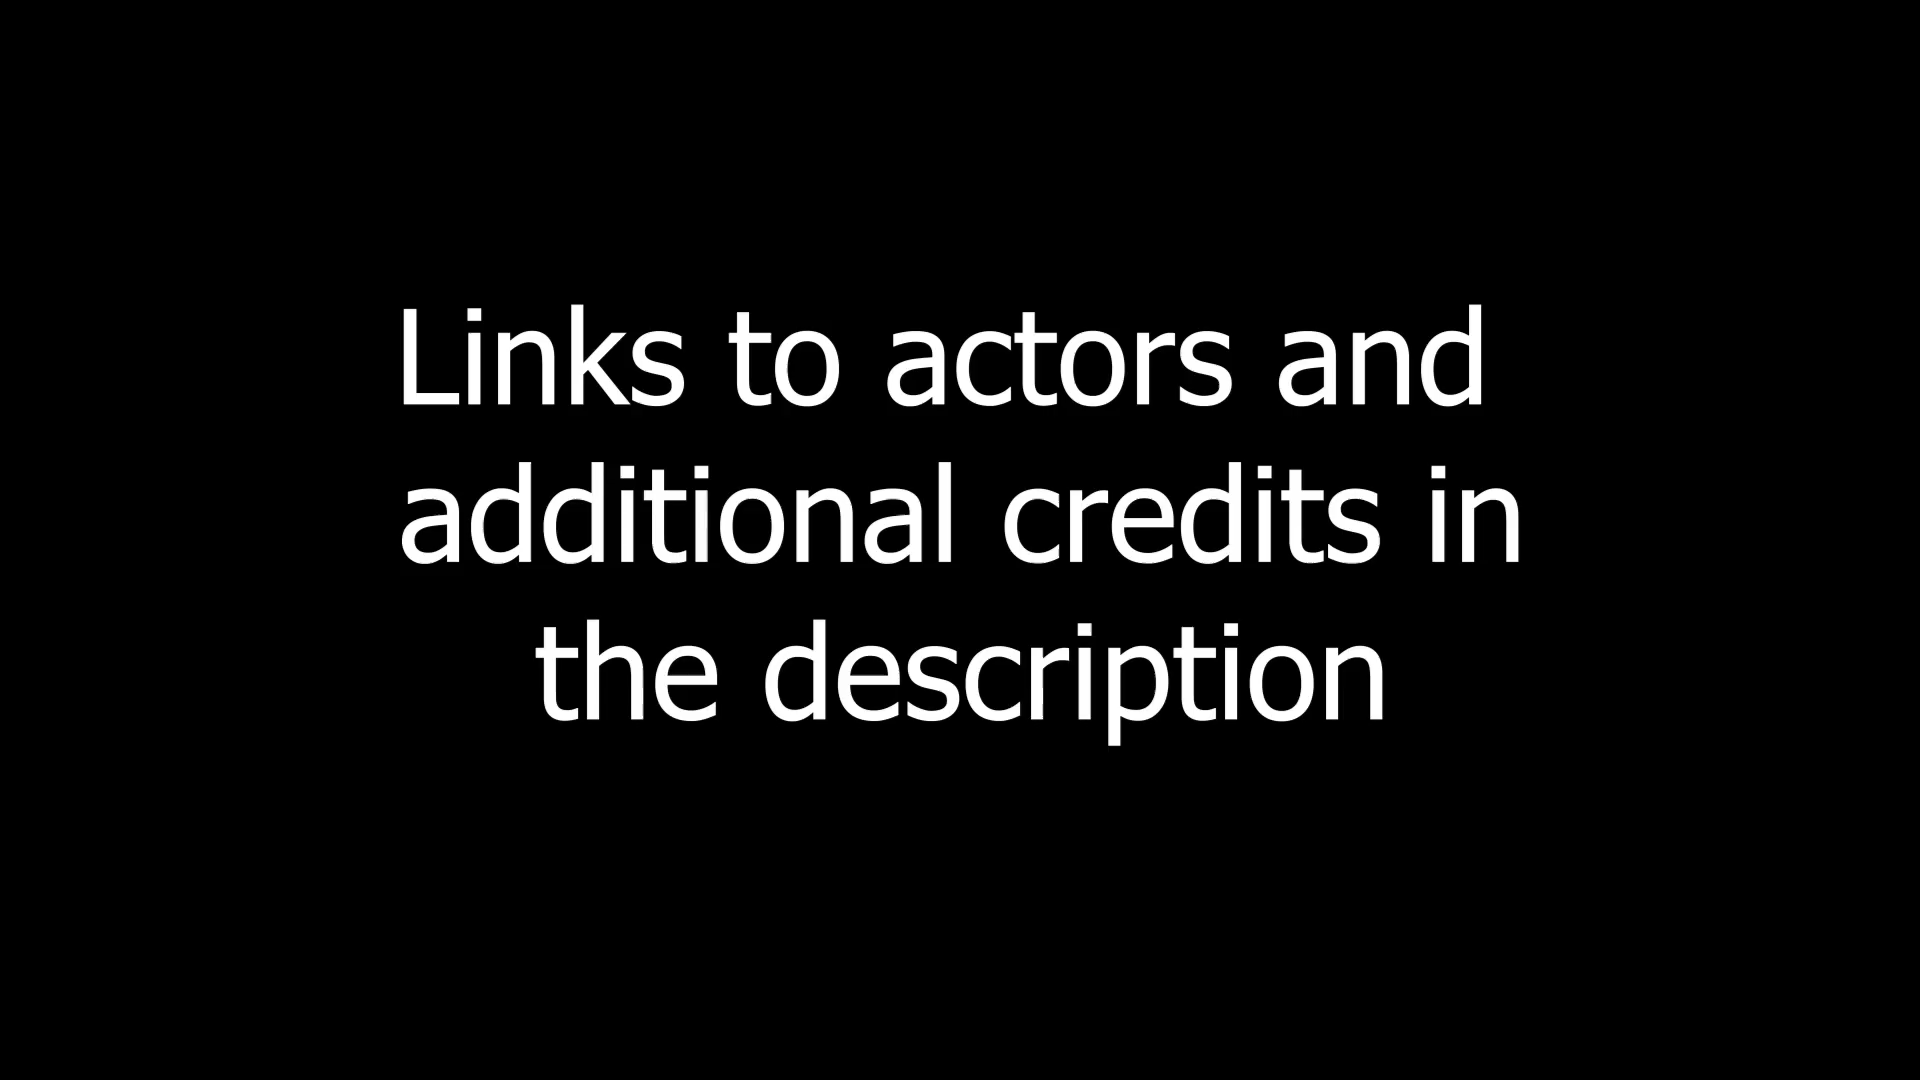 Links to actors and
additional credits in
the description